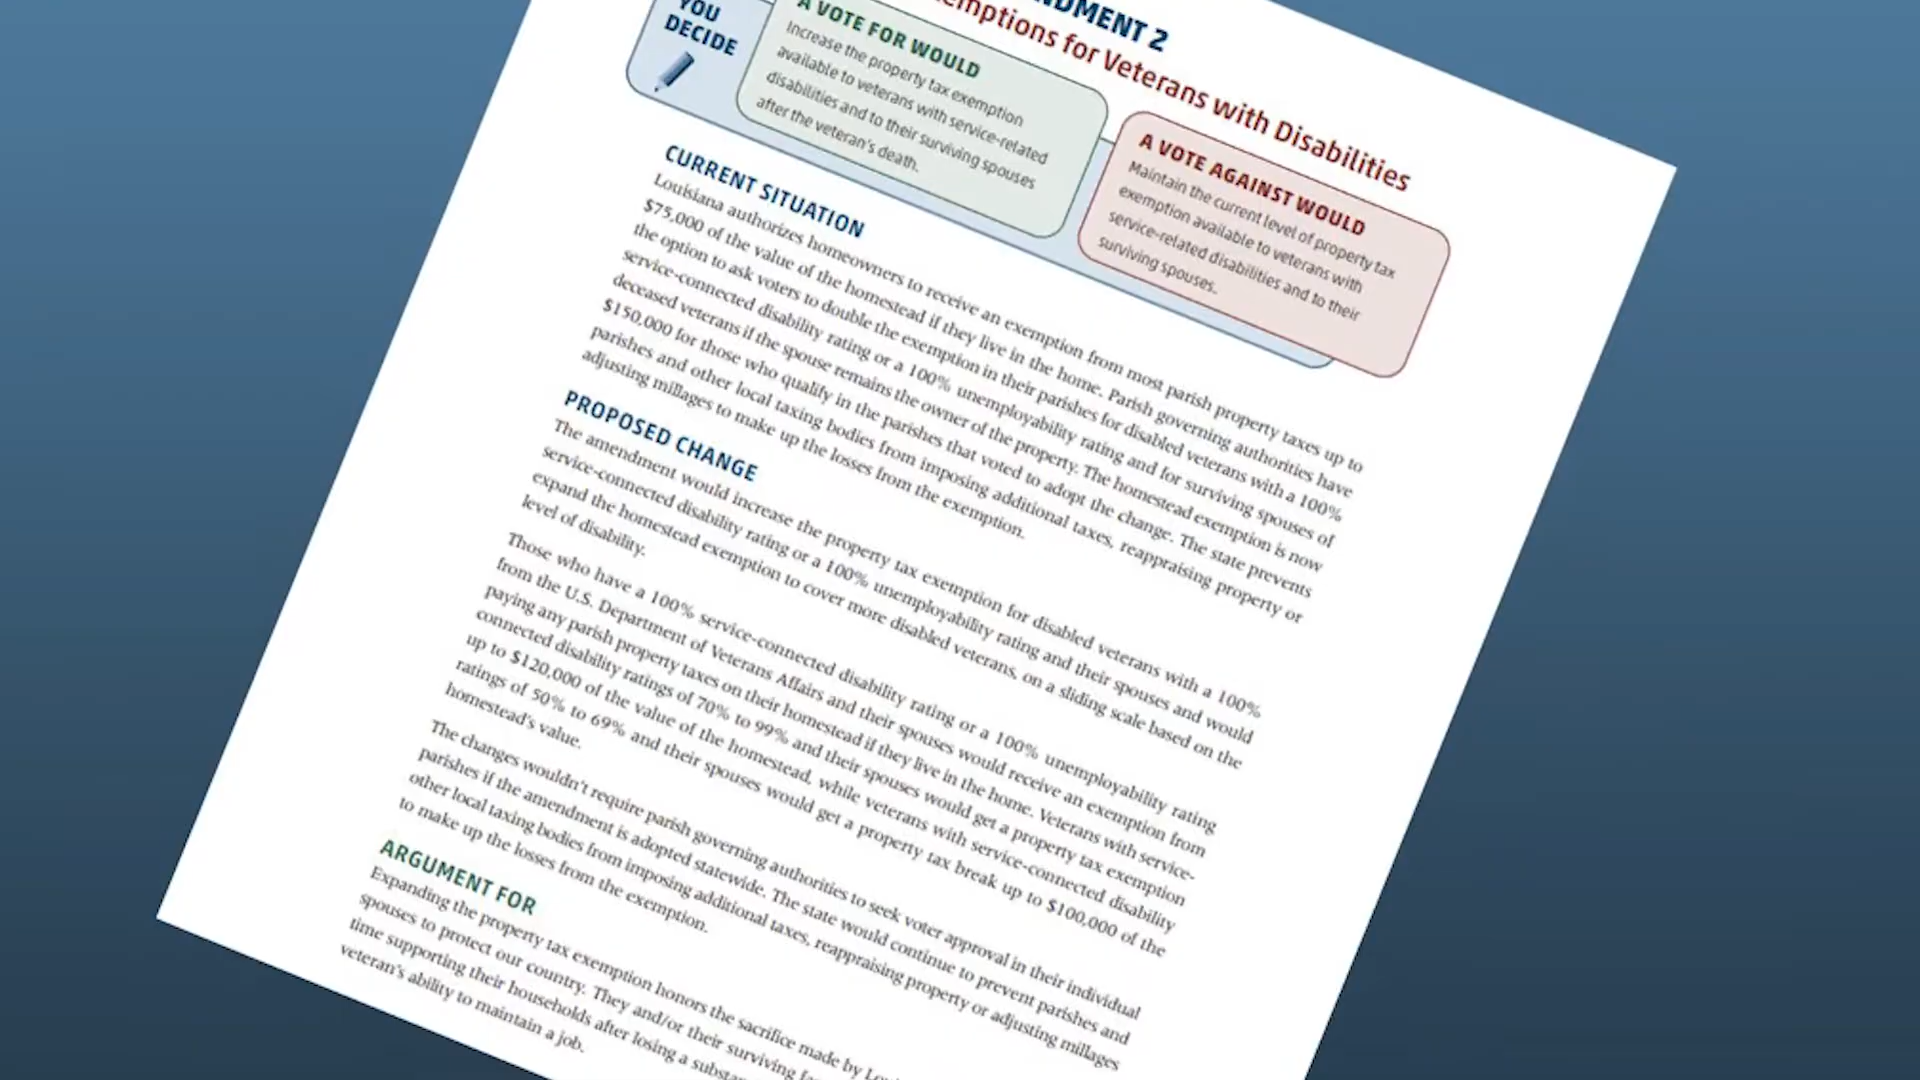 NDMENT 2
emptions for Veterans with Disabilities
YOU
DECIDE
A VOTE FOR WOULD
Increase the property tax exemption
available to veterans with service-related
disabilities and to their surviving spouses
after the veteran's death.
A VOTE AGAINST WOULD
Maintain the current level of property tax
exemption available to veterans with
service-related disabilities and to their
surviving spouses.
CURRENT SITUATION
Louisiana authorizes homeowners to receive an exemption from most parish property taxes up to
$75,000 of the value of the homestead if they live in the home. Parish governing authorities have
the option to ask voters to double the exemption in their parishes for disabled veterans with a 100%
service-connected disability rating or a 100% unemployability rating and for surviving spouses of
deceased veterans if the spouse remains the owner of the property. The homestead exemption is now
$150,000 for those who qualify in the parishes that voted to adopt the change. The state prevents
parishes and other local taxing bodies from imposing additional taxes, reappraising property or
adjusting millages to make up the losses from the exemption.
PROPOSED CHANGE
The amendment would increase the property tax exemption for disabled veterans with a 100%
service-connected disability rating or a 100% unemployability rating and their spouses and would
expand the homestead exemption to cover more disabled veterans, on a sliding scale based on the
level of disability.
Those who have a 100% service-connected disability rating or a 100% unemployability rating
from the U.S. Department of Veterans Affairs and their spouses would receive an exemption from
paying any parish property taxes on their homestead if they live in the home. Veterans with service-
connected disability ratings of 70% to 99% and their spouses would get a property tax exemption
up to $120,000 of the value of the homestead, while veterans with service-connected disability
ratings of 50% to 69% and their spouses would get a property tax break up to $100,000 of the
homestead's value.
The changes wouldn't require parish governing authorities to seek voter approval in their individual
parishes if the amendment is adopted statewide. The state would continue to prevent parishes and
other local taxing bodies from imposing additional taxes, reappraising property or adjusting millages
to make up the losses from the exemption.
ARGUMENT FOR
Expanding the property tax exemption honors the sacrifice made by Loui
spouses to protect our country. They and/or their surviving fa
time supporting their households after losing a substan
veteran's ability to maintain a job.